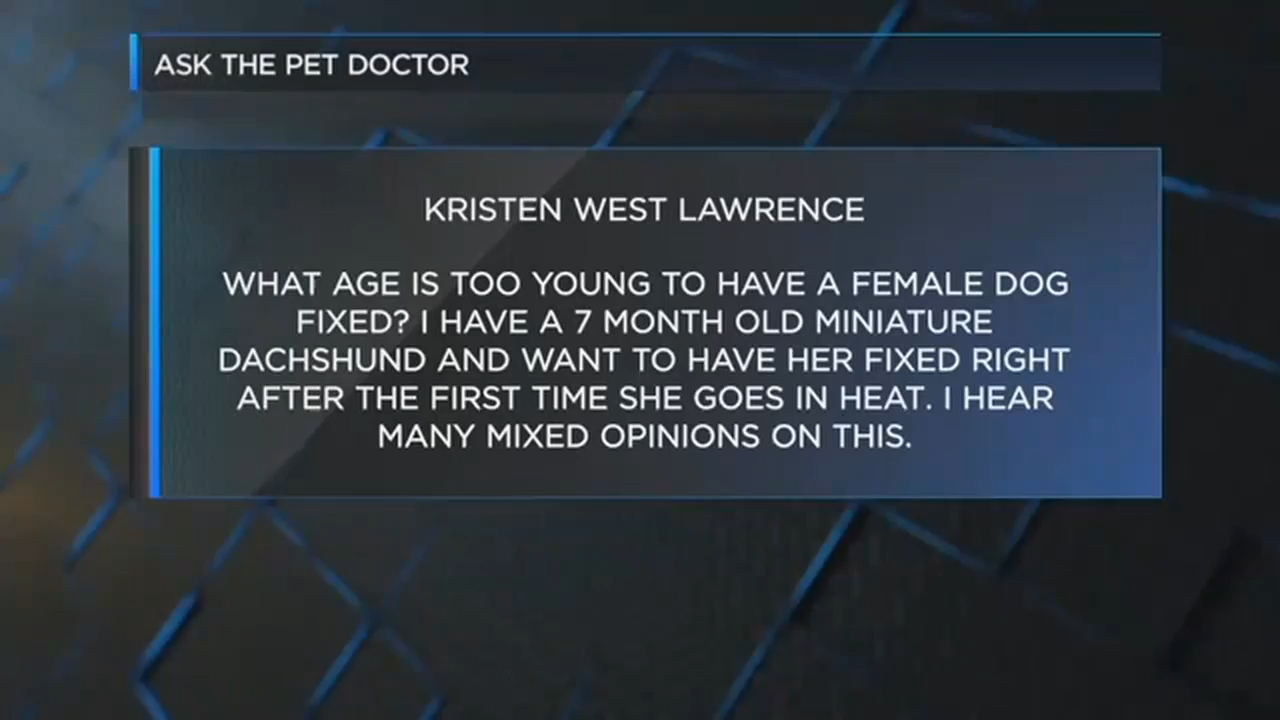 ASK THE PET DOCTOR
KRISTEN WEST LAWRENCE
WHAT AGE IS TOO YOUNG TO HAVE A FEMALE DOG
FIXED? I HAVE A 7 MONTH OLD MINIATURE
DACHSHUND AND WANT TO HAVE HER FIXED RIGHT
AFTER THE FIRST TIME SHE GOES IN HEAT. I HEAR
MANY MIXED OPINIONS ON THIS.